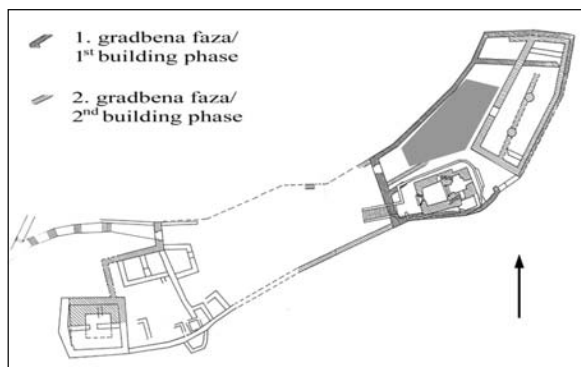 1. gradbena faza/
1st building phase
2. gradbena faza/
2nd building phase